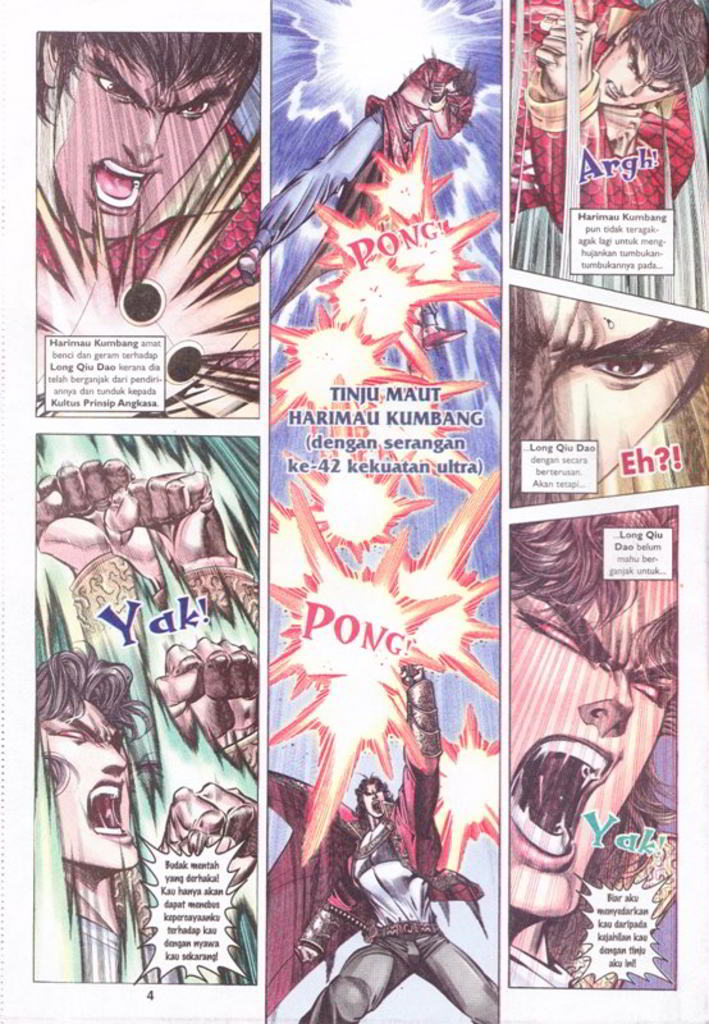 Harimau Kumbang amat
benci dan geram terhadap
Long Qiu Dao kerana dia
telah berganjak dari pendiri-
annya dan tunduk kepada
Kultus Prinsip Angkasa.
Yak!
Budak mentah
yang derhaka!
Kau hanya akan
dapat menebus
kepercayaanku
terhadap kau
dengan nyawa
kau sekarang!
4
PONG!
TINJU MAUT
HARIMAU KUMBANG
(dengan serangan
ke-42 kekuatan ultra)
PONG!
Argh!
Harimau Kumbang
pun tidak teragak-
agak lagi untuk meng-
hujankan tumbukan-
tumbukannya pada...
...Long Qiu Dao
dengan secara
berterusan.
Akan tetapi...
Eh?!
...Long Qiu
Dao belum
mahu ber-
ganjak untuk...
Yak!
Biar aku
menyedarkan
kau daripada
kejahilan kau
dengan tinju
aku ini!